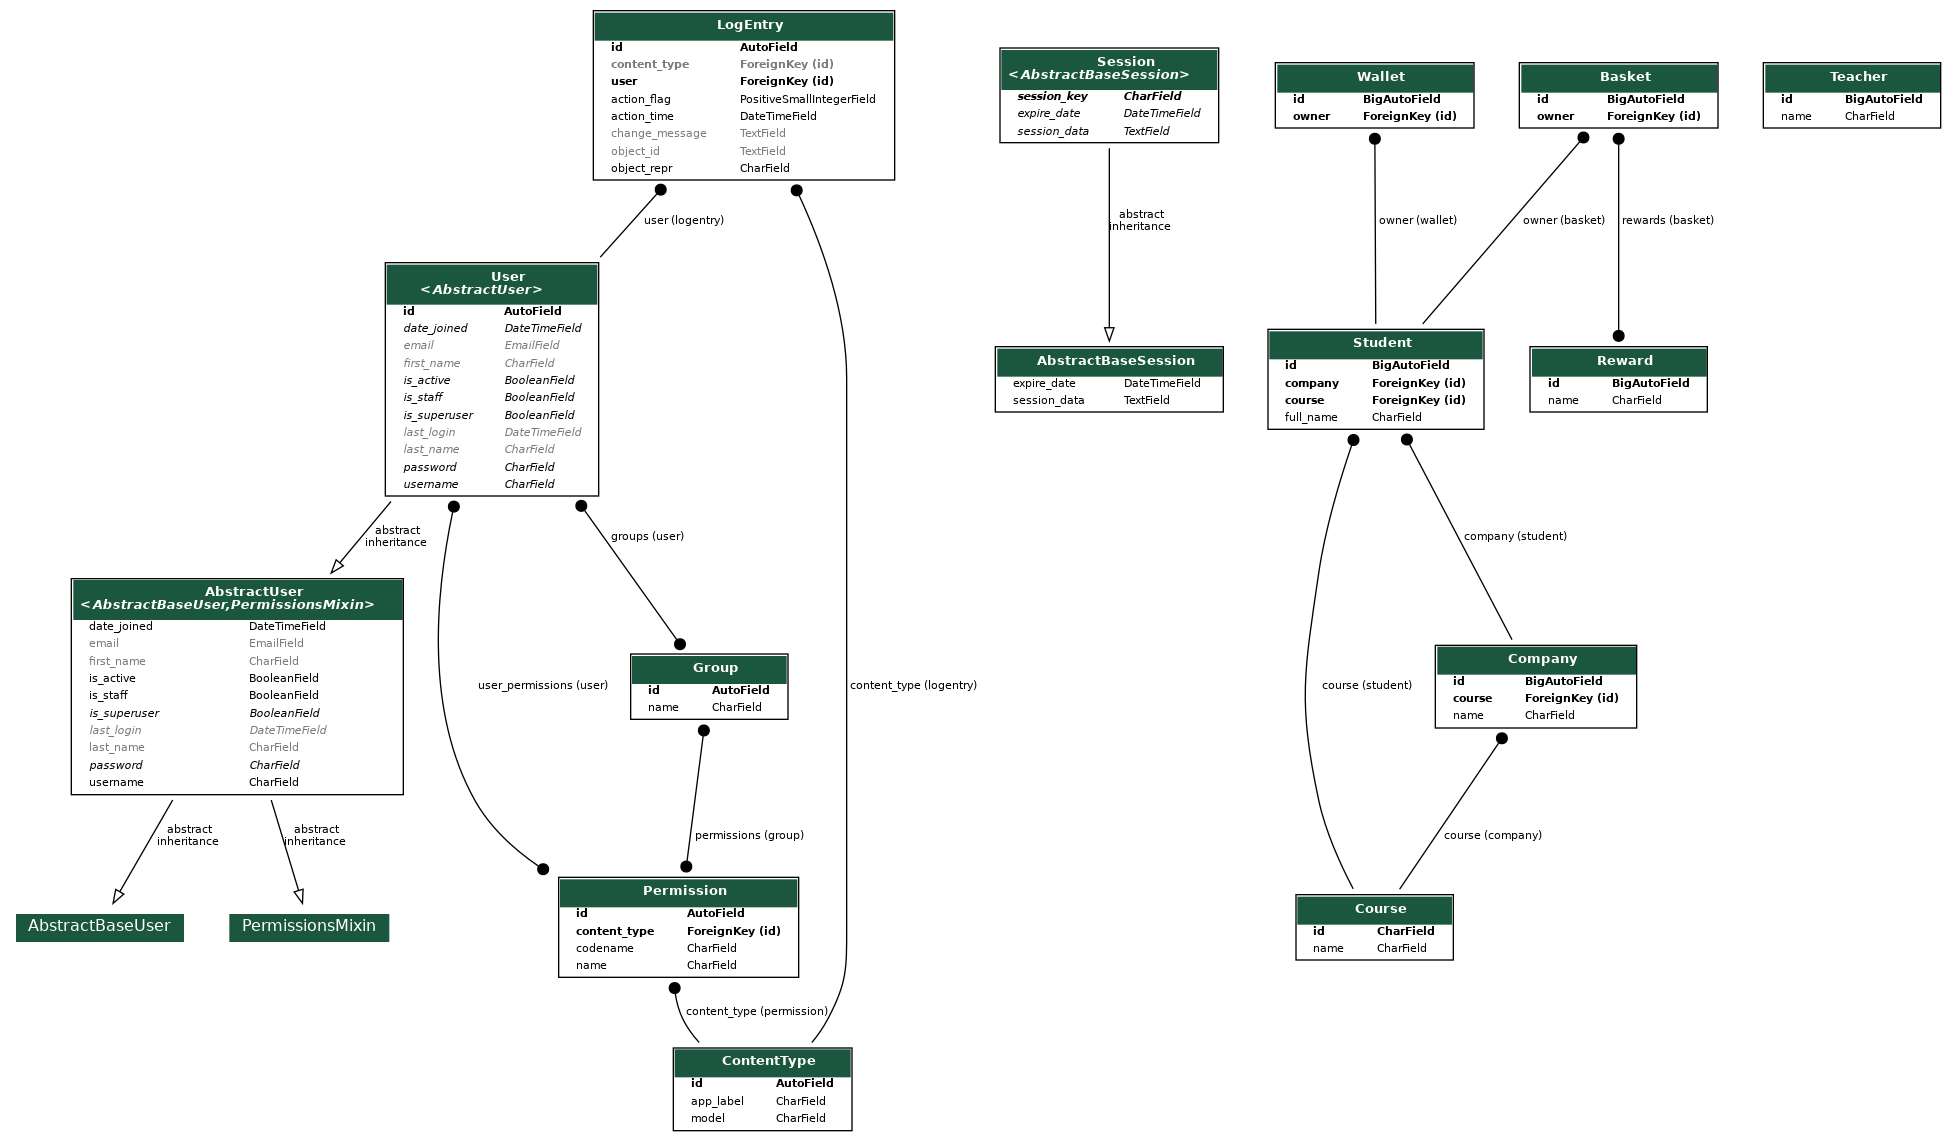 LogEntry
id AutoField
content_type ForeignKey (id)
user ForeignKey (id)
action_flag PositiveSmallIntegerField
action_time DateTimeField
change_message TextField
object_id TextField
object_repr CharField
Session
<AbstractBaseSession>
session_key CharField
expire_date DateTimeField
session_data TextField
Wallet
id BigAutoField
owner ForeignKey (id)
Basket
id BigAutoField
owner ForeignKey (id)
Teacher
id BigAutoField
name CharField
user (logentry)
abstract
inheritance
owner (wallet)
owner (basket)
rewards (basket)
User
<AbstractUser>
id AutoField
date_joined DateTimeField
email EmailField
first_name CharField
is_active BooleanField
is_staff BooleanField
is_superuser BooleanField
last_login DateTimeField
last_name CharField
password CharField
username CharField
AbstractBaseSession
expire_date DateTimeField
session_data TextField
Student
id BigAutoField
company ForeignKey (id)
course ForeignKey (id)
full_name CharField
Reward
id BigAutoField
name CharField
abstract
inheritance
groups (user)
company (student)
AbstractUser
<AbstractBaseUser,PermissionsMixin>
date_joined DateTimeField
email EmailField
first_name CharField
is_active BooleanField
is_staff BooleanField
is_superuser BooleanField
last_login DateTimeField
last_name CharField
password CharField
username CharField
user_permissions (user)
Group
id AutoField
name CharField
content_type (logentry)
course (student)
Company
id BigAutoField
course ForeignKey (id)
name CharField
abstract
inheritance
abstract
inheritance
permissions (group)
course (company)
AbstractBaseUser
PermissionsMixin
Permission
id AutoField
content_type ForeignKey (id)
codename CharField
name CharField
Course
id CharField
name CharField
content_type (permission)
ContentType
id AutoField
app_label CharField
model CharField